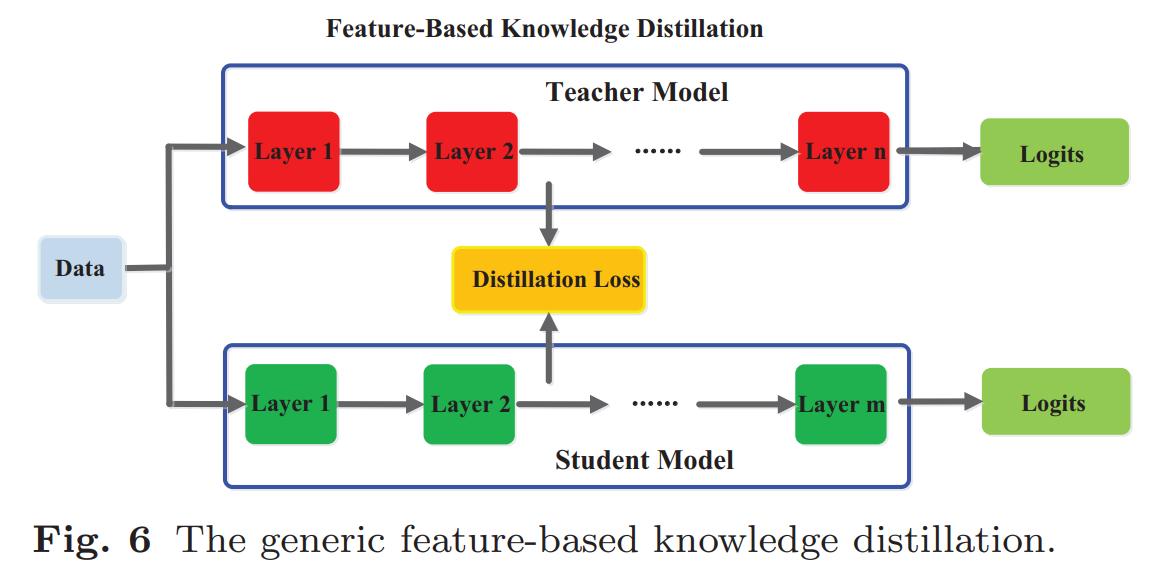 Feature-Based Knowledge Distillation
Teacher Model
Layer 1
Layer 2
......
Layer n
Logits
Data
Distillation Loss
Layer 1
Layer 2
......
Layer m
Logits
Student Model
Fig. 6 The generic feature-based knowledge distillation.